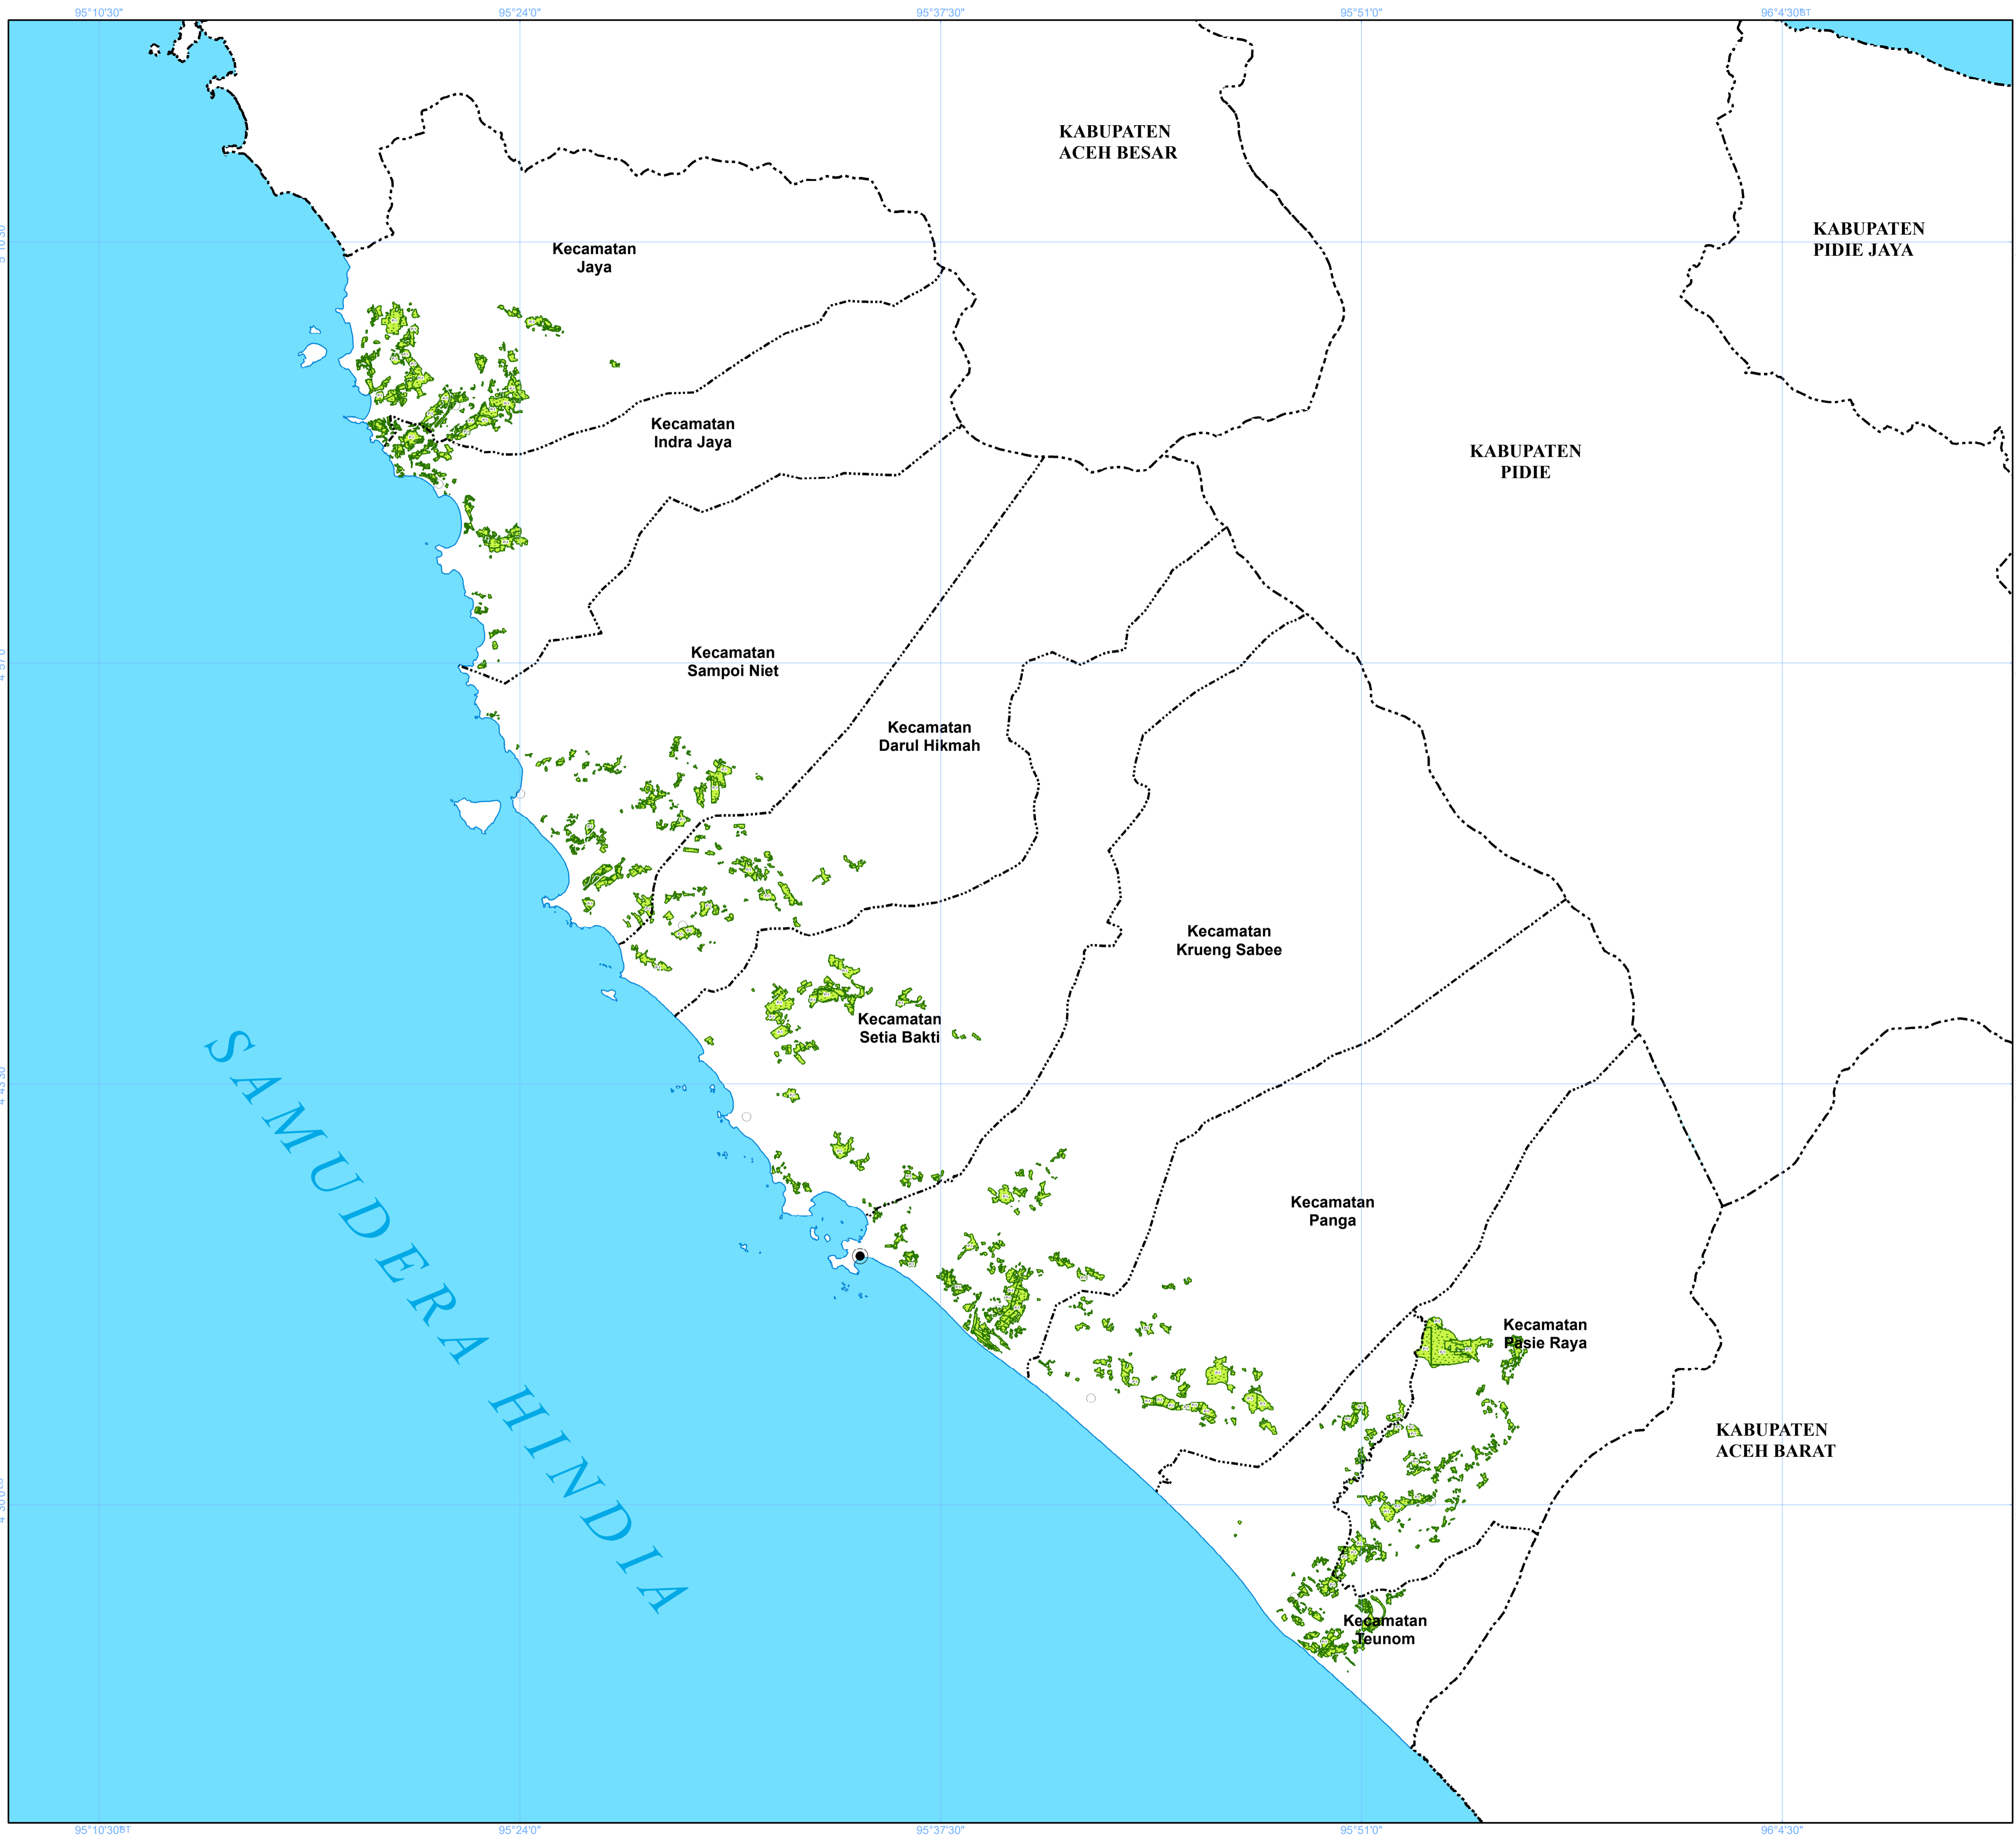 95°10'30"
95°24'0"
95°37'30"
95°51'0"
96°4'30"BT
KABUPATEN
ACEH BESAR
KABUPATEN
PIDIE JAYA
Kecamatan
Jaya
Kecamatan
Indra Jaya
KABUPATEN
PIDIE
Kecamatan
Sampoi Niet
Kecamatan
Darul Hikmah
Kecamatan
Krueng Sabee
Kecamatan
Setia Bakti
SAMUDERA HINDIA
Kecamatan
Panga
Kecamatan
Pasie Raya
KABUPATEN
ACEH BARAT
Kecamatan
Teunom
95°10'30"BT
95°24'0"
95°37'30"
95°51'0"
96°4'30"